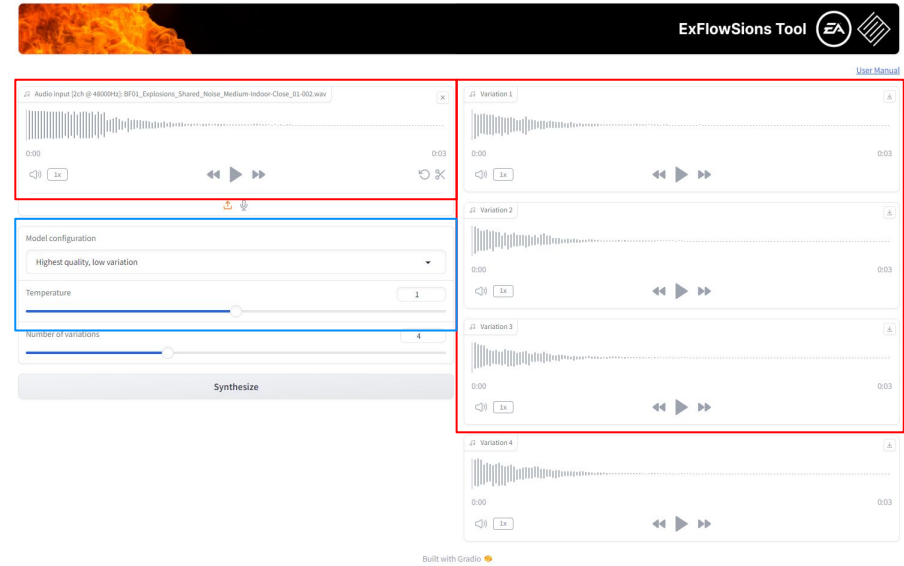 ExFlowSions Tool
EA
User Manual
Audio input [2ch @ 48000Hz]: BF01_Explosions_Shared_Noise_Medium-Indoor-Close_01-002.wav
0:00
0:03
1x
Model configuration
Highest quality, low variation
Temperature
1
Number of variations
4
Synthesize
Variation 1
0:00
0:03
1x
Variation 2
0:00
0:03
1x
Variation 3
0:00
0:03
1x
Variation 4
0:00
0:03
1x
Built with Gradio